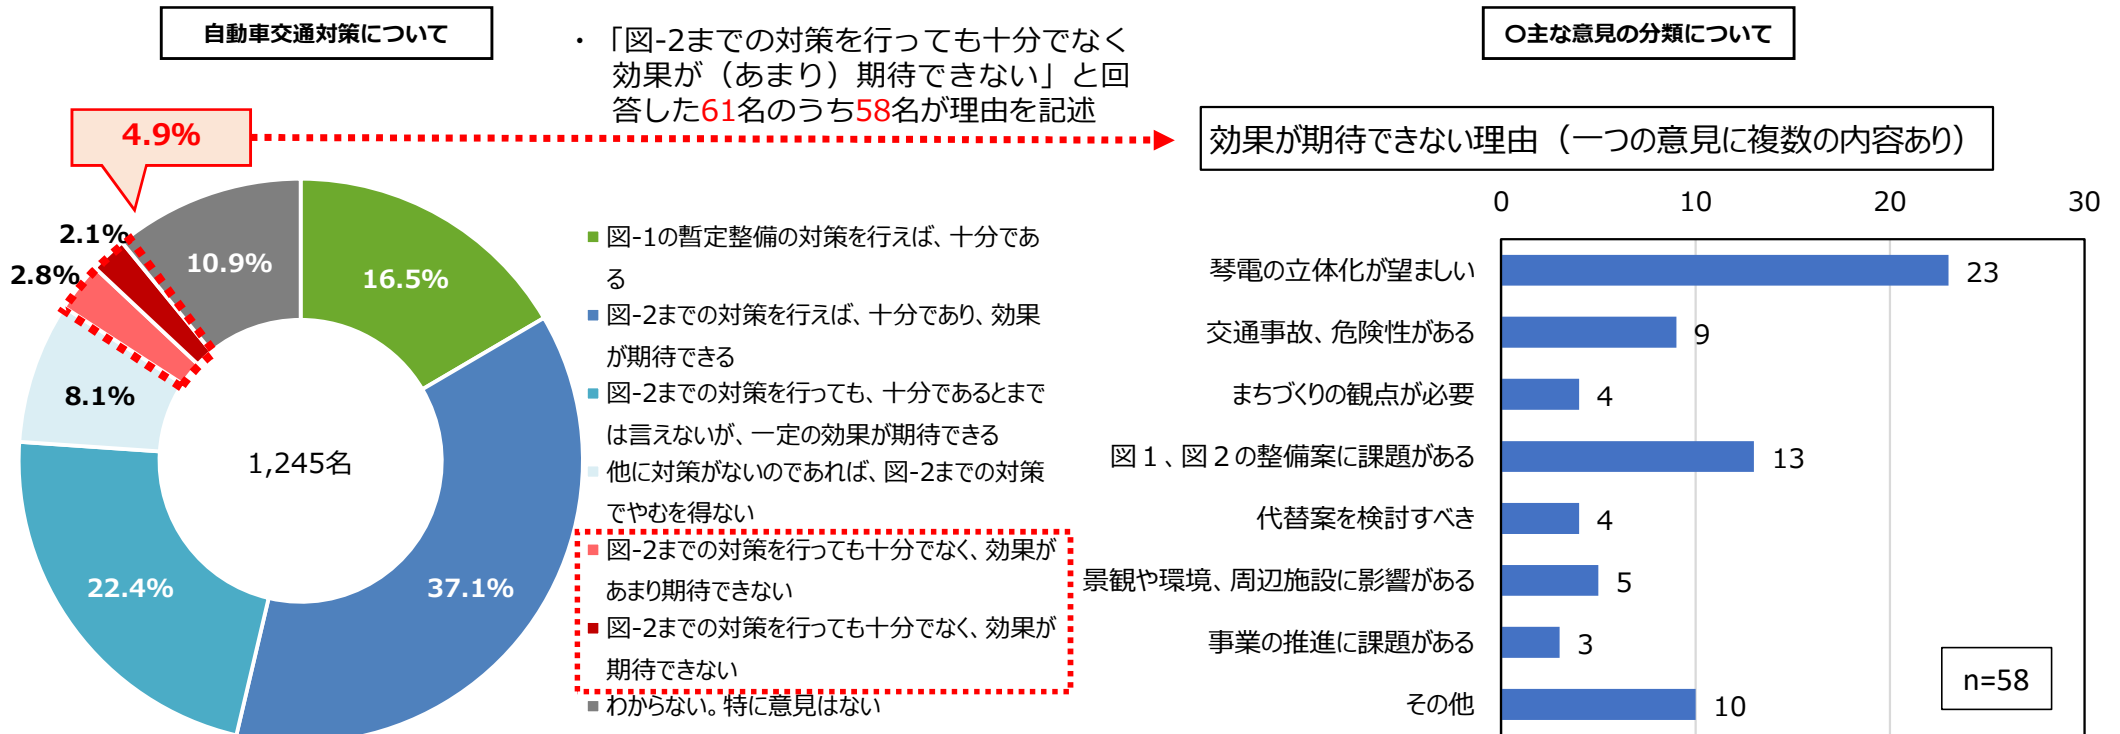 自動車交通対策について
・「図-2までの対策を行っても十分でなく
効果が（あまり）期待できない」と回
答した61名のうち58名が理由を記述
〇主な意見の分類について
4.9%
効果が期待できない理由（一つの意見に複数の内容あり）
2.1%
2.8%
10.9%
16.5%
8.1%
1,245名
22.4%
37.1%
図-1の暫定整備の対策を行えば、十分であ
る
図-2までの対策を行えば、十分であり、効果
が期待できる
図-2までの対策を行っても、十分であるとまで
は言えないが、一定の効果が期待できる
他に対策がないのであれば、図-2までの対策
でやむを得ない
図-2までの対策を行っても十分でなく、効果が
あまり期待できない
図-2までの対策を行っても十分でなく、効果が
期待できない
わからない。特に意見はない
0 10 20 30
琴電の立体化が望ましい 23
交通事故、危険性がある 9
まちづくりの観点が必要 4
図１、図２の整備案に課題がある 13
代替案を検討すべき 4
景観や環境、周辺施設に影響がある 5
事業の推進に課題がある 3
その他 10
n=58